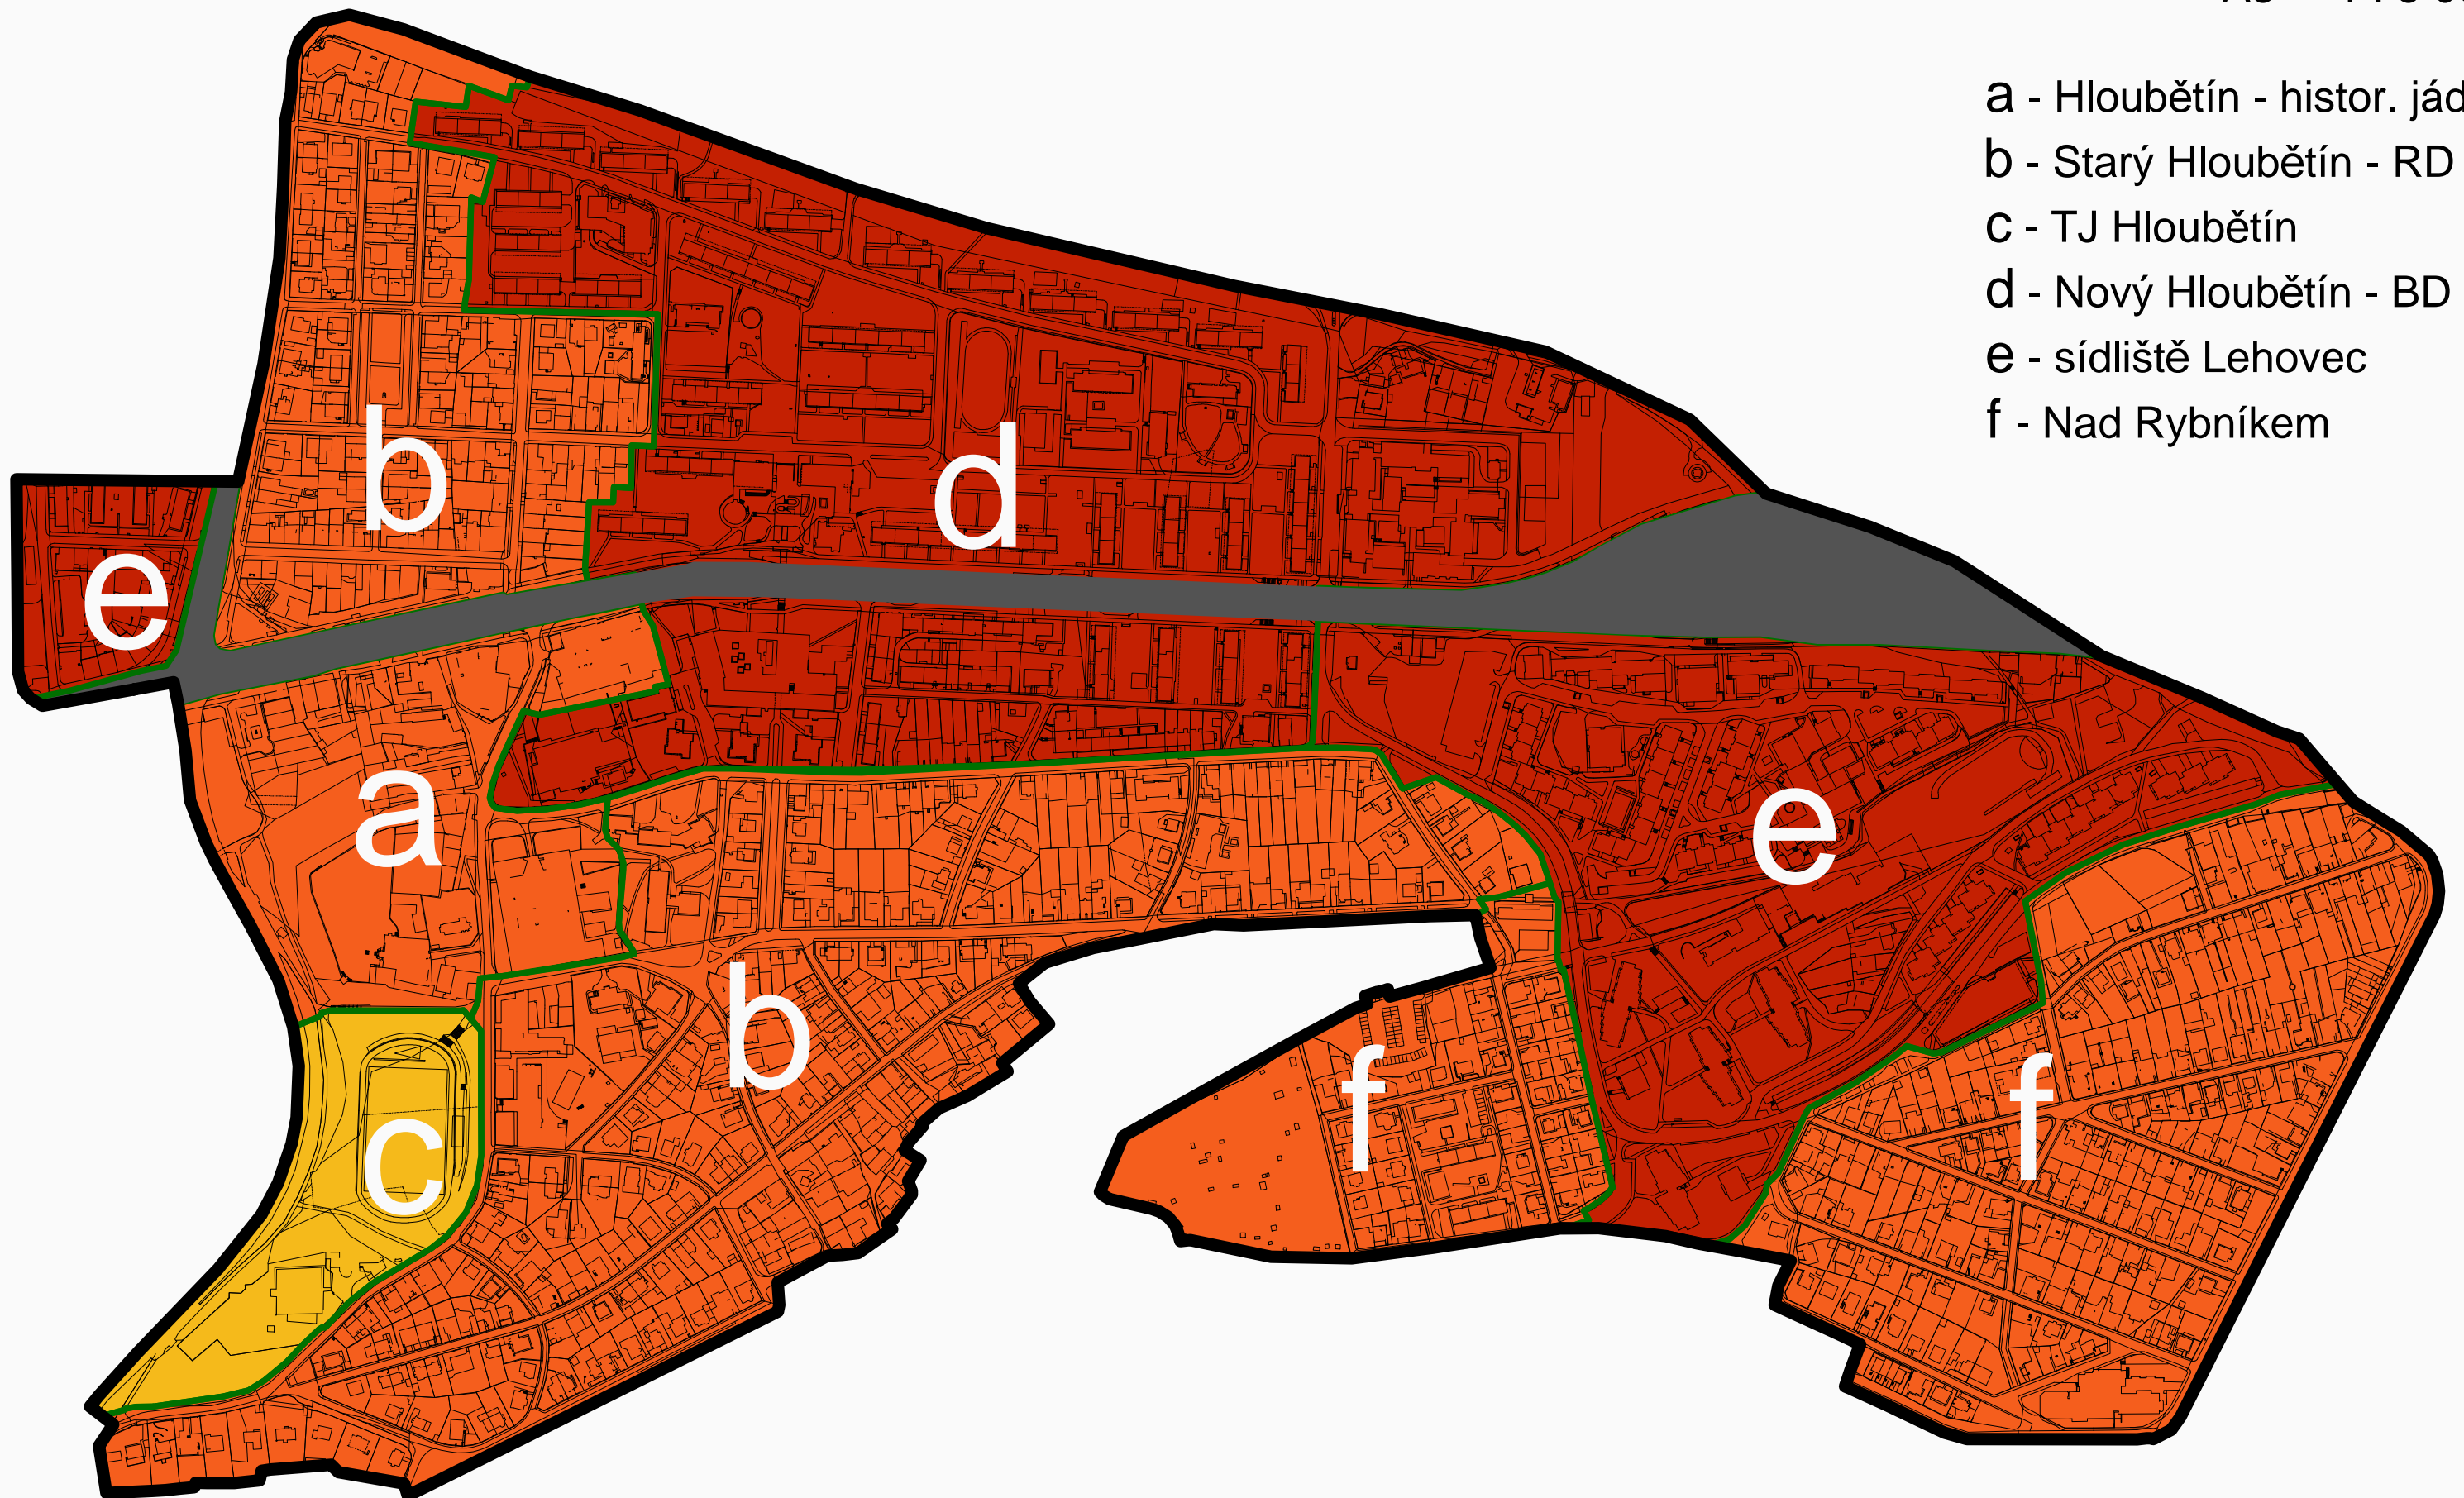 a - Hloubětín - histor. 
b - Starý Hloubětín - RD
c - TJ Hloubětín
d - Nový Hloubětín - BD
e - sídliště Lehovec
f - Nad Rybníkem
b
d
e
a
e
b
f
f
c